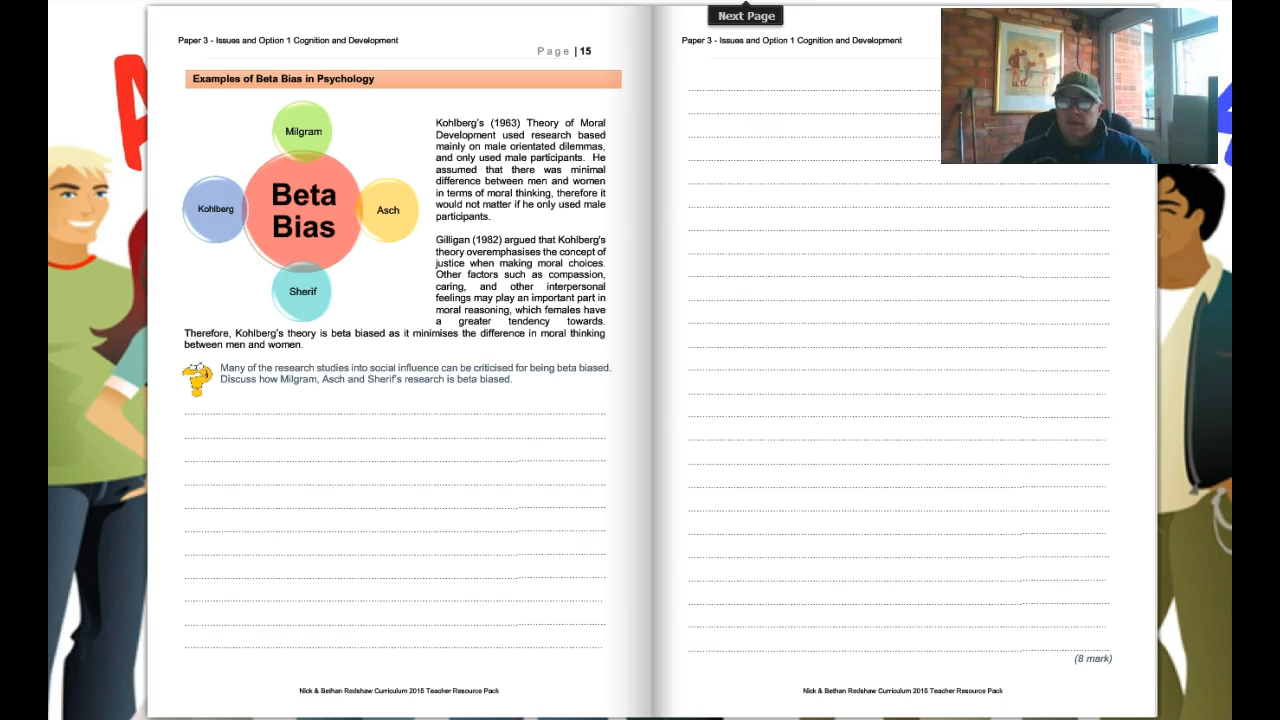 Next Page
Paper 3 - Issues and Option 1 Cognition and Development
Page | 15
Examples of Beta Bias in Psychology
Milgram
Kohlberg
Beta
Bias
Asch
Sherif
Kohlberg's (1963) Theory of Moral
Development used research based
mainly on male orientated dilemmas,
and only used male participants. He
assumed that there was minimal
difference between men and women
in terms of moral thinking, therefore it
would not matter if he only used male
participants.
Gilligan (1982) argued that Kohlberg's
theory overemphasises the concept of
justice when making moral choices.
Other factors such as compassion,
caring, and other interpersonal
feelings may play an important part in
moral reasoning, which females have
a greater tendency towards.
Therefore, Kohlberg's theory is beta biased as it minimises the difference in moral thinking
between men and women.
Many of the research studies into social influence can be criticised for being beta biased.
Discuss how Milgram, Asch and Sherif's research is beta biased.
Nick & Bethan Redshaw Curriculum 2015 Teacher Resource Pack
Paper 3 - Issues and Option 1 Cognition and Development
(8 mark)
Nick & Bethan Redshaw Curriculum 2015 Teacher Resource Pack